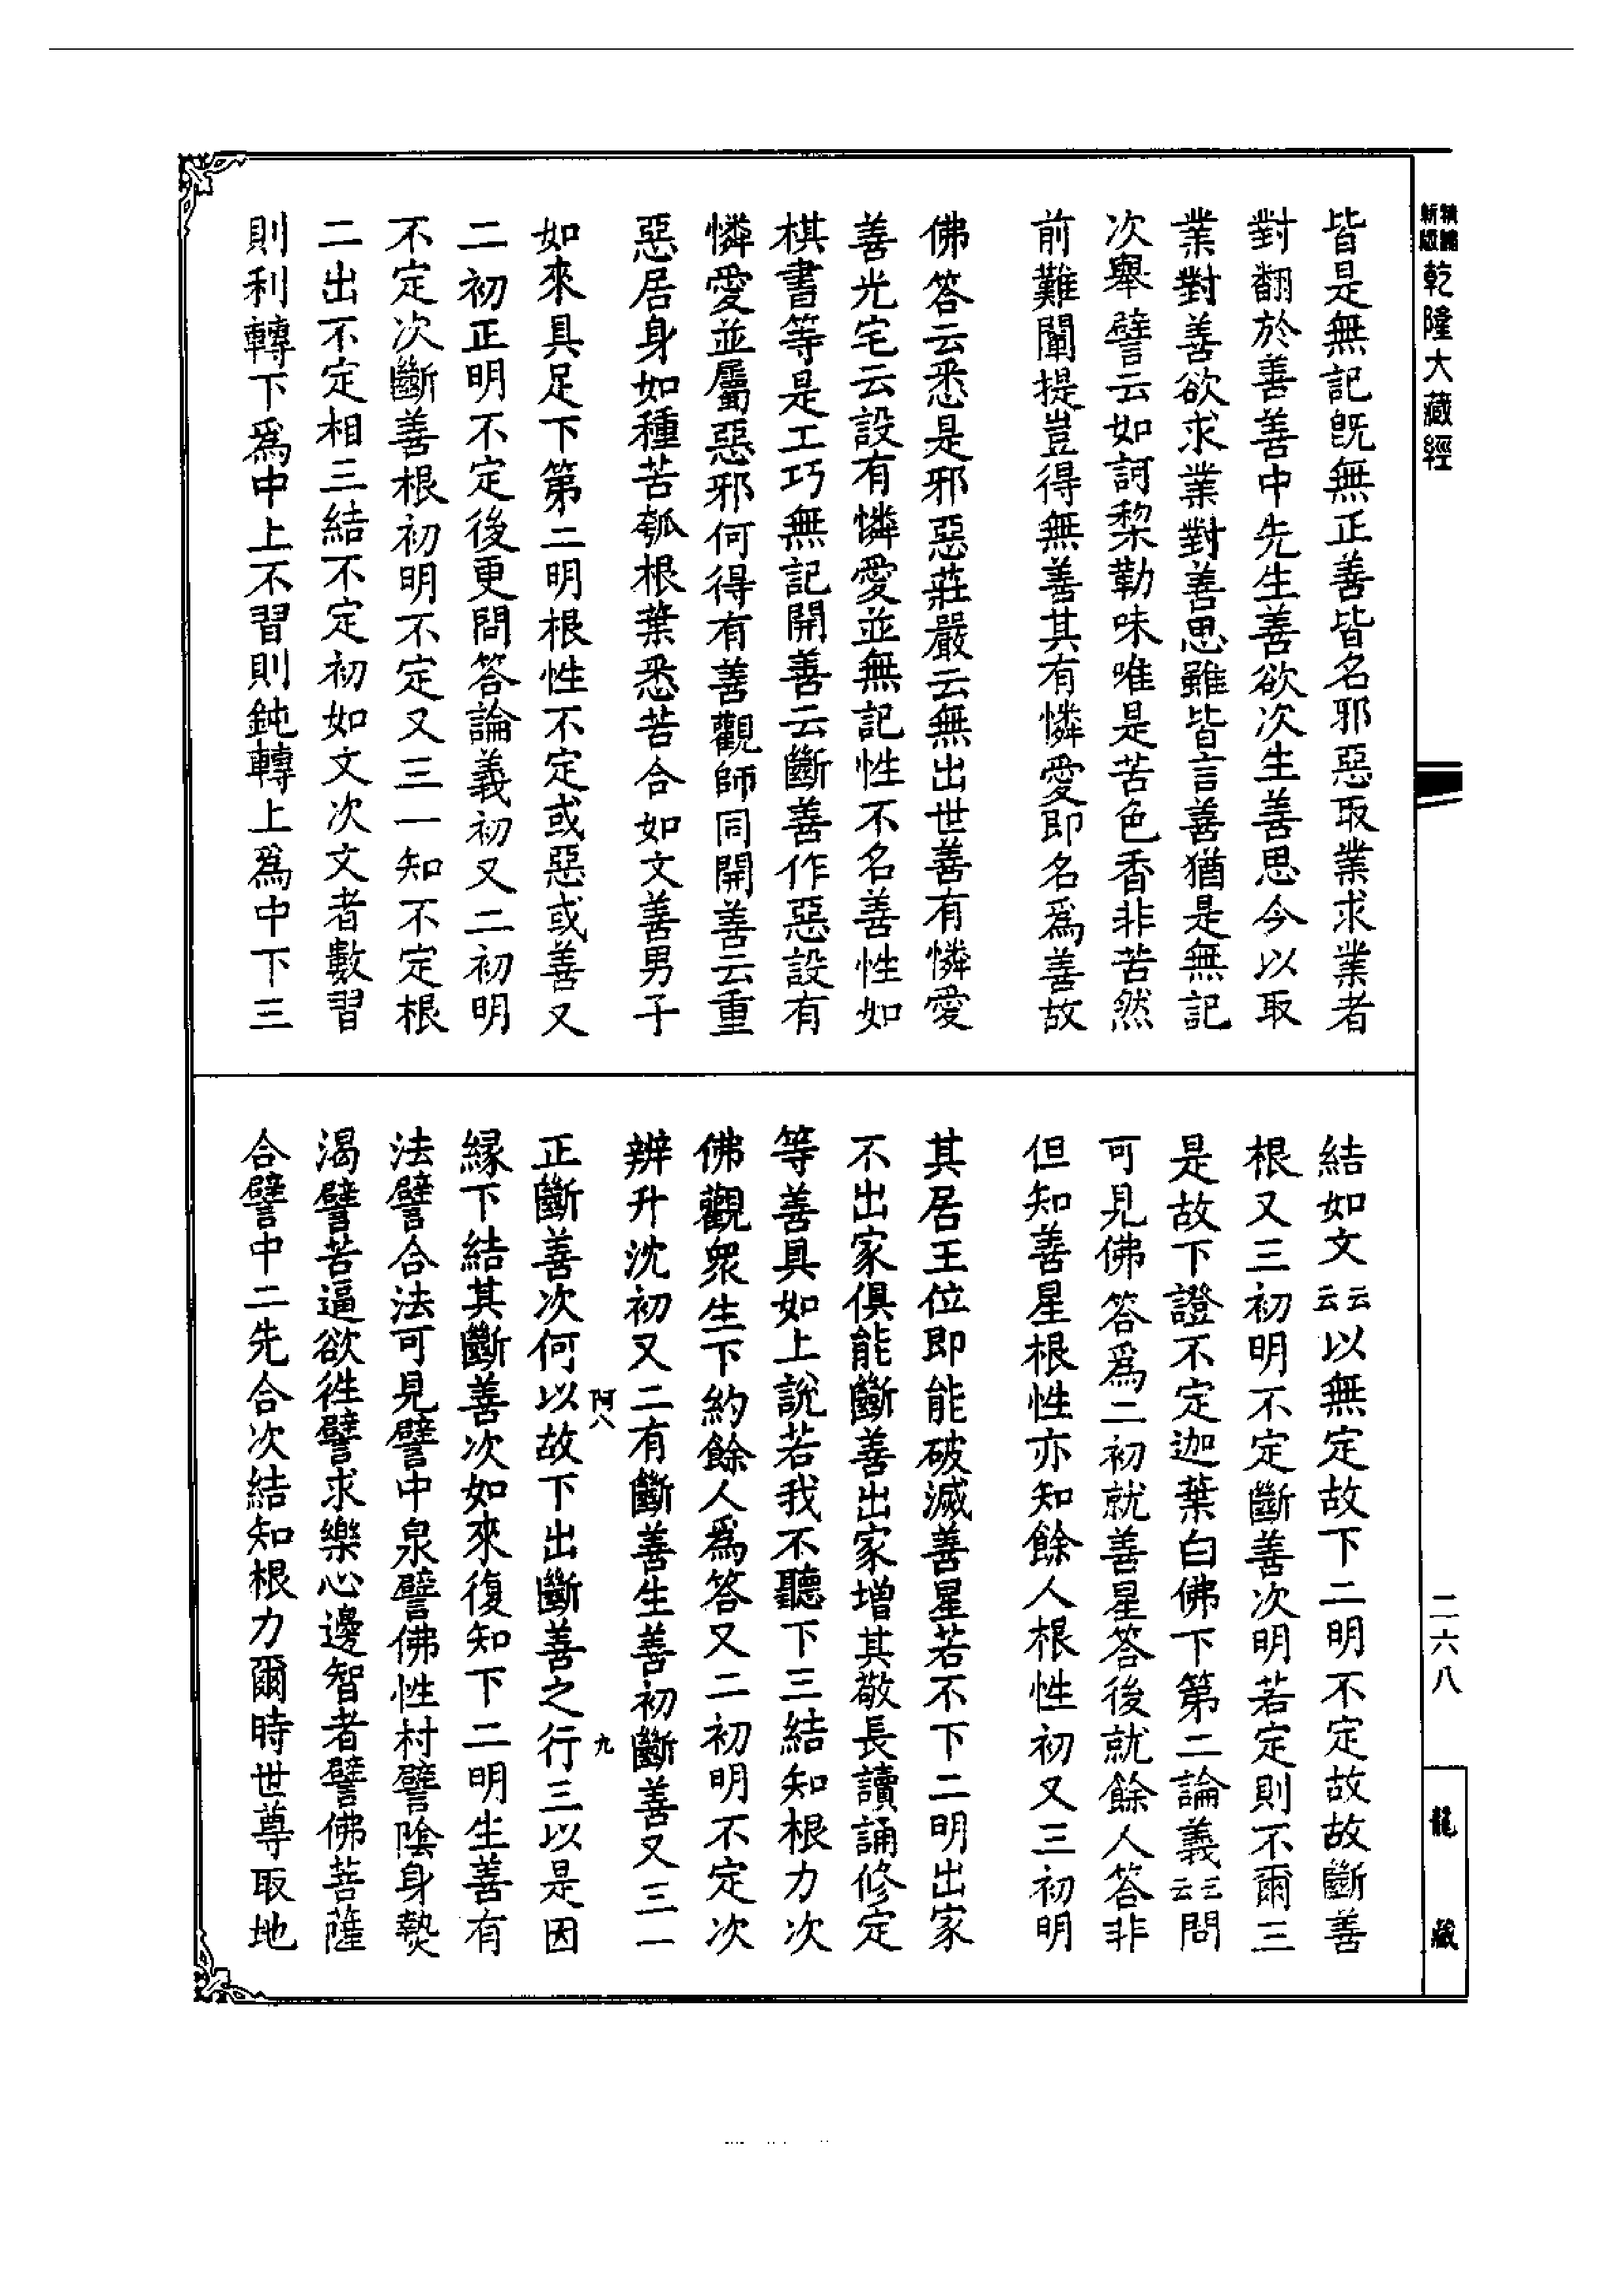 新版精縮乾隆大藏經
皆是無記旣無正善皆名邪惡取業求業者
對翻於善善中先生善欲次生善思今以取
業對善欲求業對善思雖皆言善猶是無記
次舉譬云如訶棃勒味唯是苦色香非苦然
前難闡提豈得無善其有憐愛即名爲善故
佛答云悉是邪惡莊嚴云無出世善有憐愛
善光宅云設有憐愛並無記性不名善性如
棋書等是工巧無記開善云斷善作惡設有
憐愛並屬惡邪何得有善觀師同開善云重
惡居身如種苦瓠根葉悉苦合如文善男子
如來具足下第二明根性不定或惡或善又
二初正明不定後更問答論義初又二初明
不定次斷善根初明不定又三一知不定根
二出不定相三結不定初如文次文者數習
則利轉下爲中上不習則鈍轉上爲中下三
結如文云云以無定故下二明不定故故斷善
根又三初明不定斷善次明若定則不爾三
是故下證不定迦葉白佛下第二論義云云問
可見佛答爲二初就善星答後就餘人答非
但知善星根性亦知餘人根性初又三初明
其居王位即能破滅善星若不下二明出家
不出家俱能斷善出家增其敬長讀誦修定
等善具如上說若我不聽下三結知根力次
佛觀衆生下約餘人爲答又二初明不定次
辨升沈初又二有斷善生善初斷善又三一
阿八
九
正斷善次何以故下出斷善之行三以是因
緣下結其斷善次如來復知下二明生善有
法譬合法可見譬中泉譬佛性村譬陰身熱
渴譬苦逼欲徃譬求樂心邊智者譬佛菩薩
合譬中二先合次結知根力爾時世尊取地
二六八
龍藏